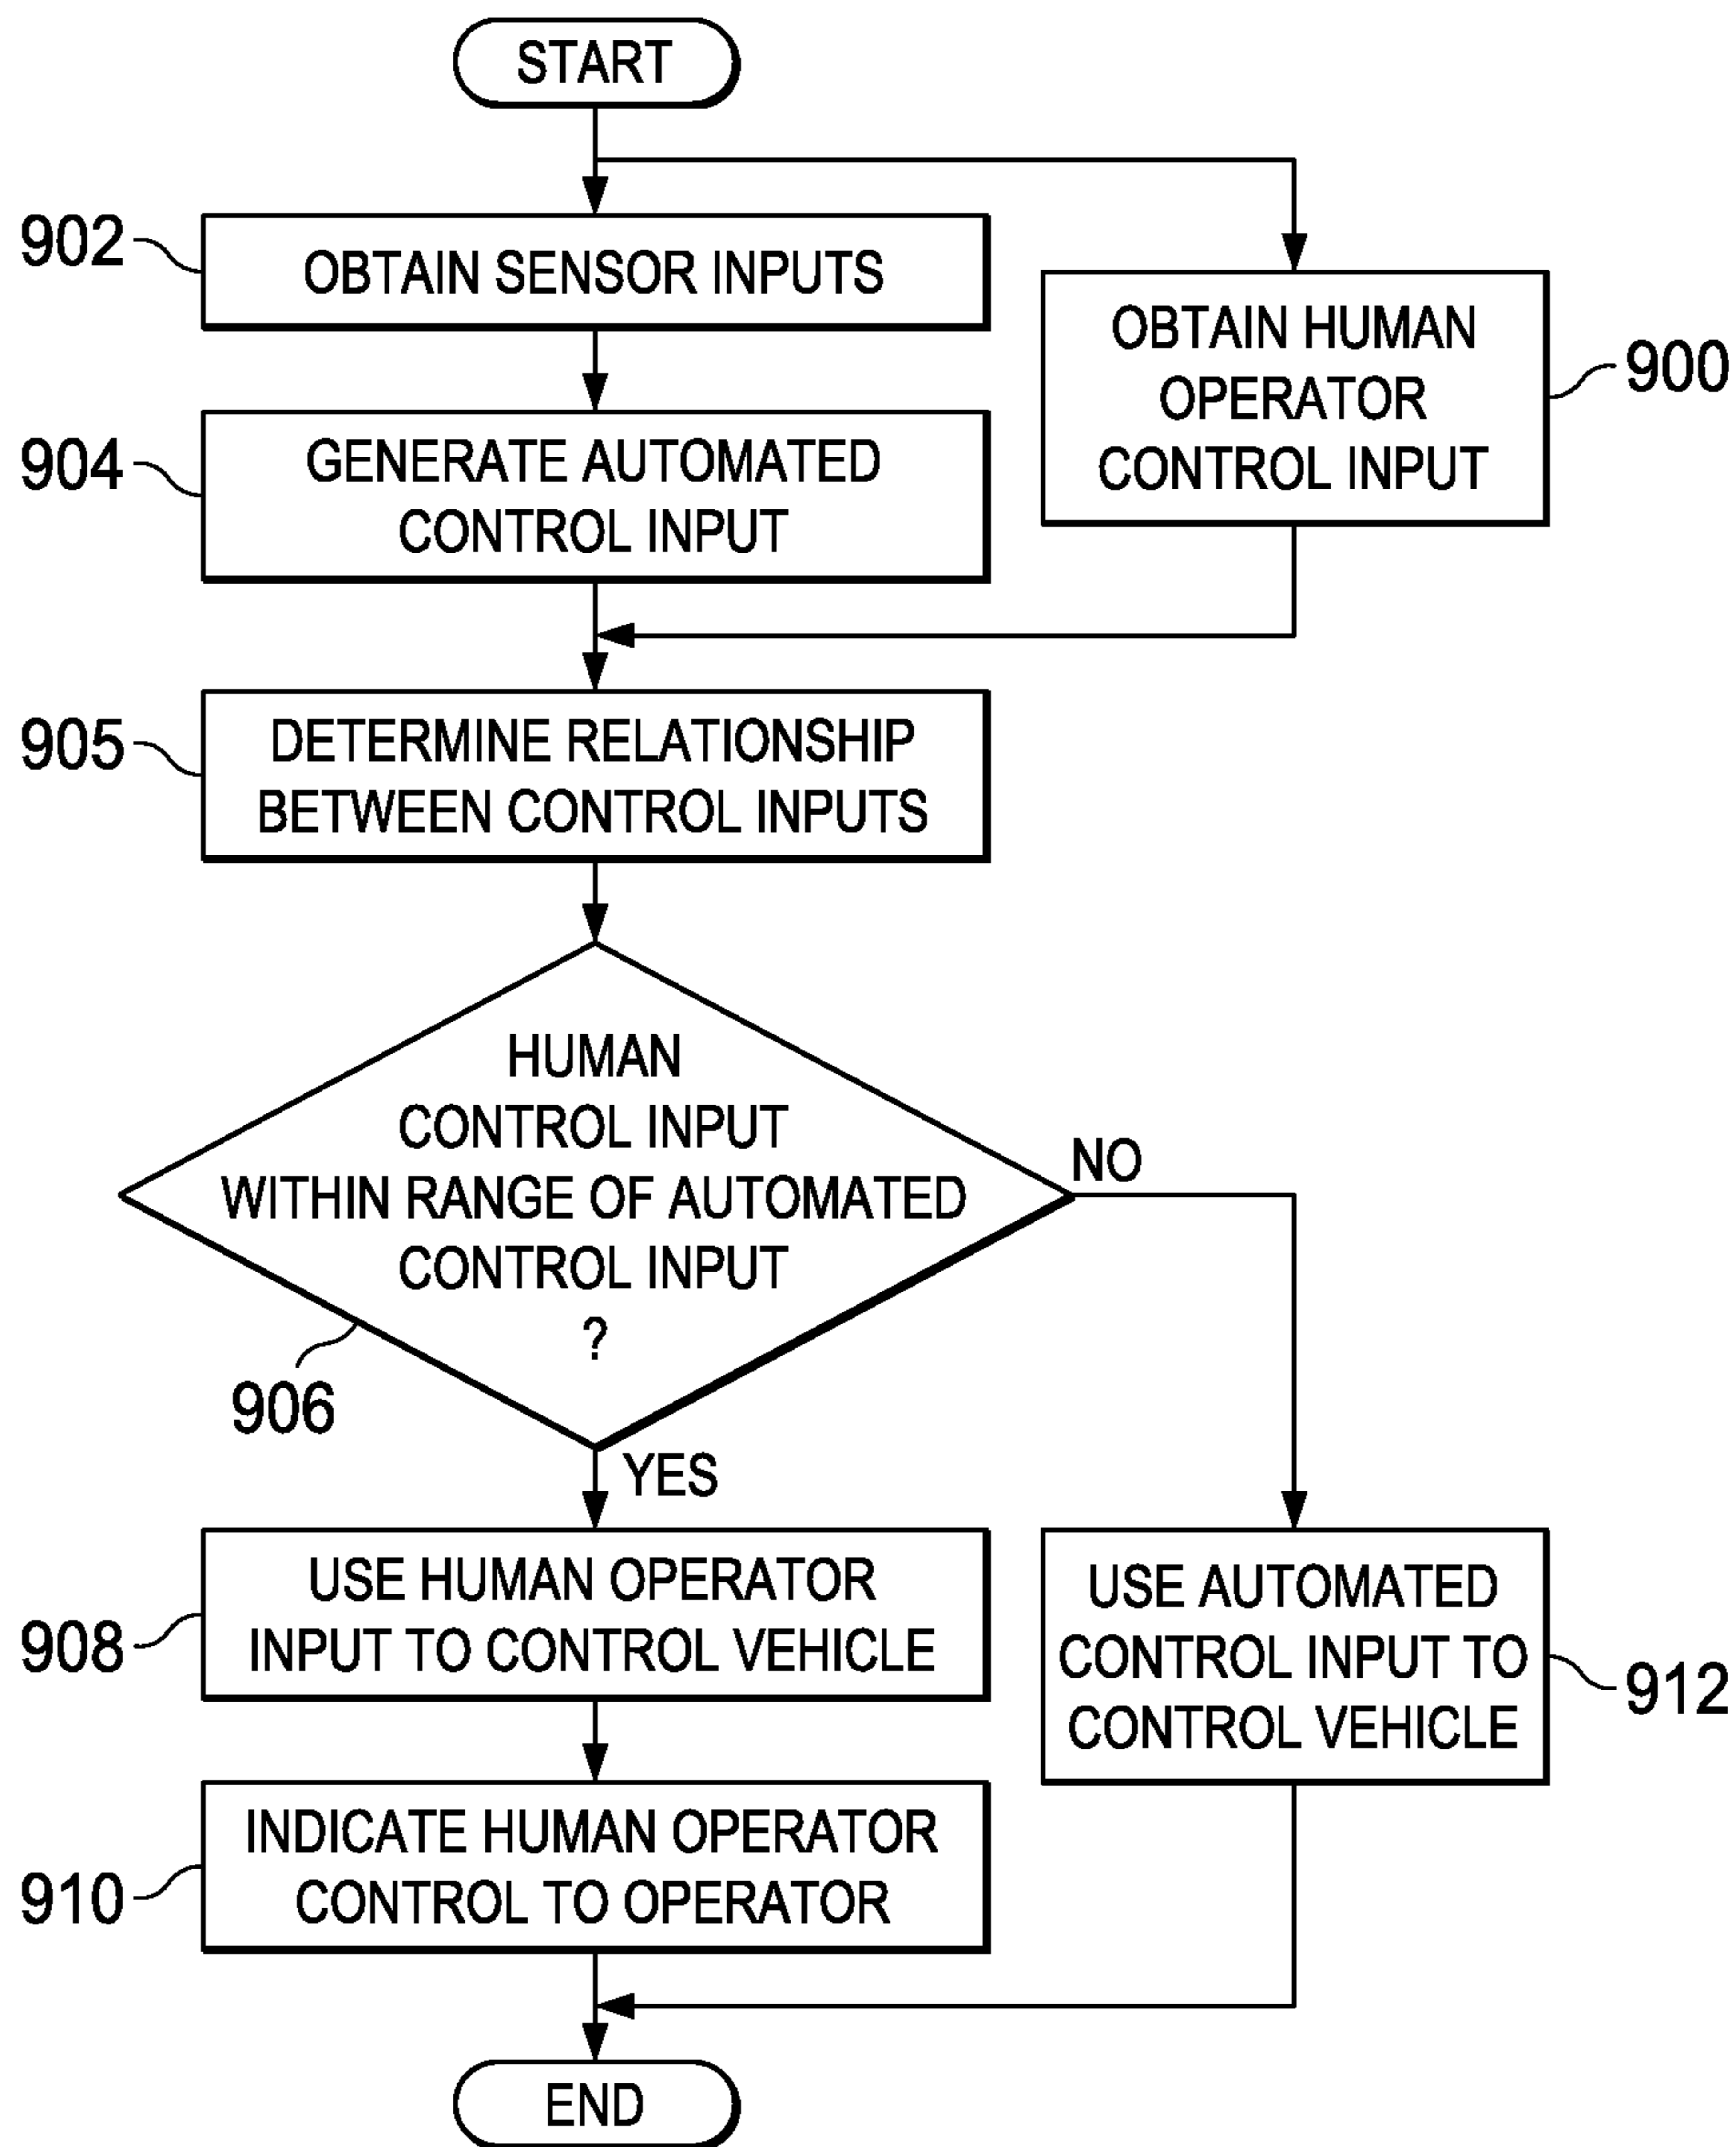 START
902
OBTAIN SENSOR INPUTS
OBTAIN HUMAN
OPERATOR
CONTROL INPUT
900
904
GENERATE AUTOMATED
CONTROL INPUT
905
DETERMINE RELATIONSHIP
BETWEEN CONTROL INPUTS
HUMAN
CONTROL INPUT
WITHIN RANGE OF AUTOMATED
CONTROL INPUT
?
906
NO
YES
908
USE HUMAN OPERATOR
INPUT TO CONTROL VEHICLE
USE AUTOMATED
CONTROL INPUT TO
CONTROL VEHICLE
912
910
INDICATE HUMAN OPERATOR
CONTROL TO OPERATOR
END